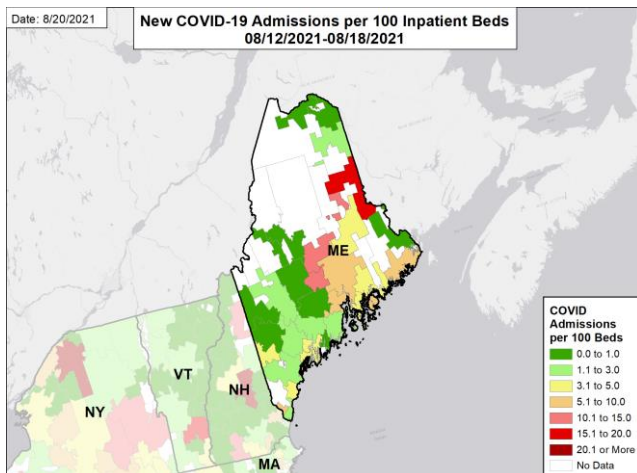 Date: 8/20/2021
New COVID-19 Admissions per 100 Inpatient Beds
08/12/2021-08/18/2021
ME
VT
NH
NY
MA
COVID
Admissions
per 100 Beds
0.0 to 1.0
1.1 to 3.0
3.1 to 5.0
5.1 to 10.0
10.1 to 15.0
15.1 to 20.0
20.1 or More
No Data